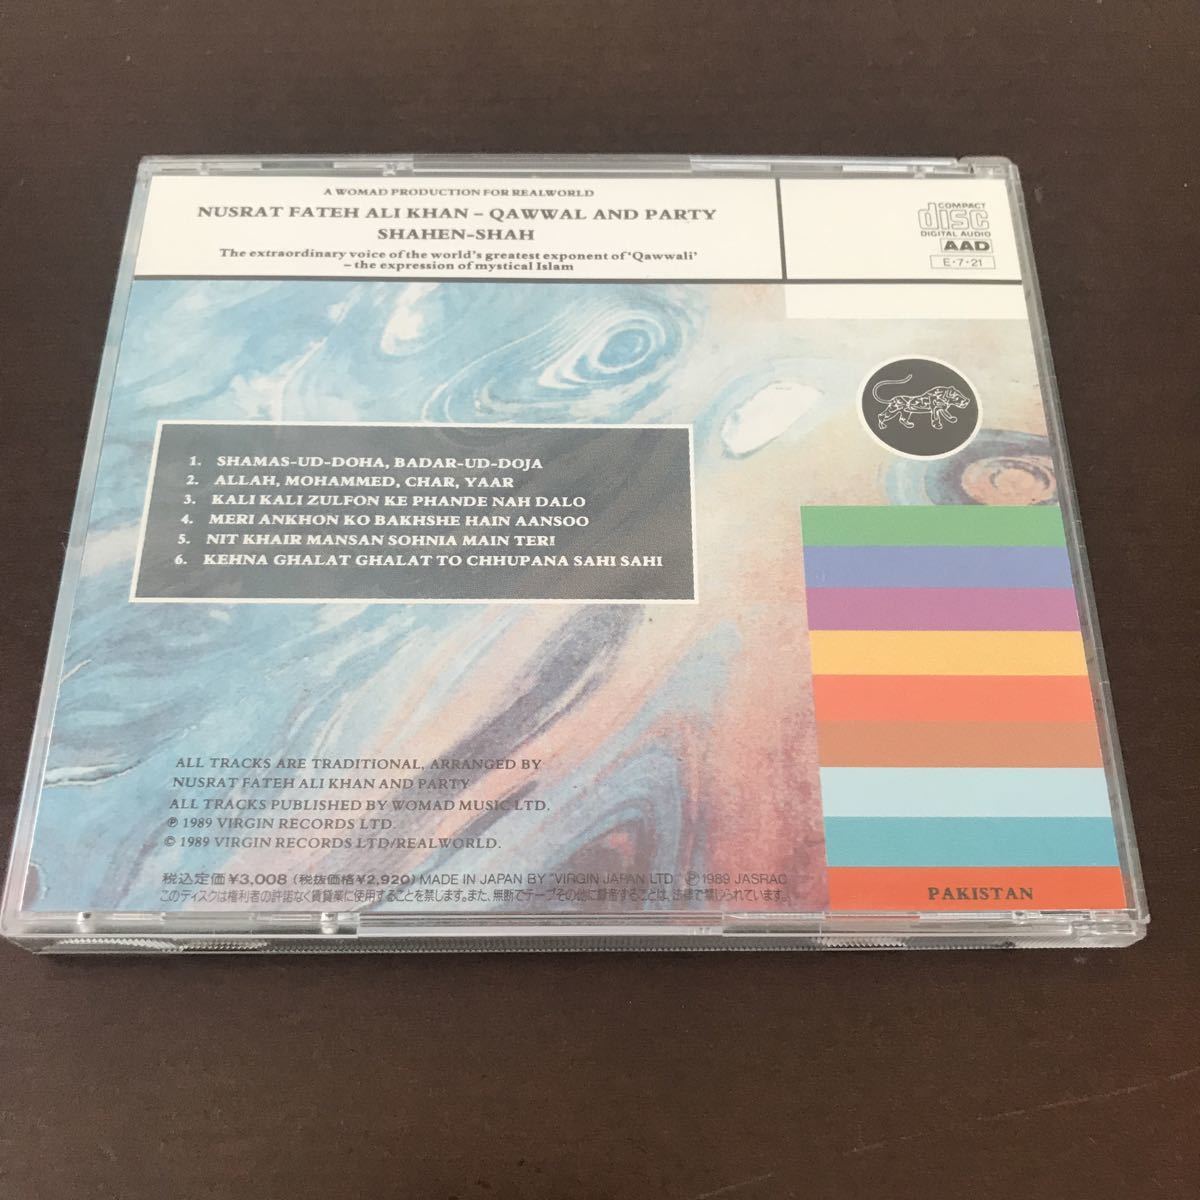 A WOMAD PRODUCTION FOR REALWORLD
NUSRAT FATEH ALI KHAN – QAWWAL AND PARTY
SHAHEN-SHAH
The extraordinary voice of the world's greatest exponent of 'Qawwali'
– the expression of mystical Islam
COMPACT
disc
DIGITAL AUDIO
AAD
E・7・21
1. SHAMAS-UD-DOHA, BADAR-UD-DOJA
2. ALLAH, MOHAMMED, CHAR, YAAR
3. KALI KALI ZULFON KE PHANDE NAH DALO
4. MERI ANKHON KO BAKHSHE HAIN AANSOO
5. NIT KHAIR MANSAN SOHNIA MAIN TERI
6. KEHNA GHALAT GHALAT TO CHHUPANA SAHI SAHI
ALL TRACKS ARE TRADITIONAL, ARRANGED BY
NUSRAT FATEH ALI KHAN AND PARTY
ALL TRACKS PUBLISHED BY WOMAD MUSIC LTD.
℗ 1989 VIRGIN RECORDS LTD.
© 1989 VIRGIN RECORDS LTD/REALWORLD.
税込定価¥3,008 (税抜価格¥2,920) MADE IN JAPAN BY "VIRGIN JAPAN LTD." ℗ 1989 JASRAC
このディスクは権利者の許諾なく賃貸業に使用することを禁じます。また、無断でテープその他に録音することは、法律で禁じられています。
PAKISTAN